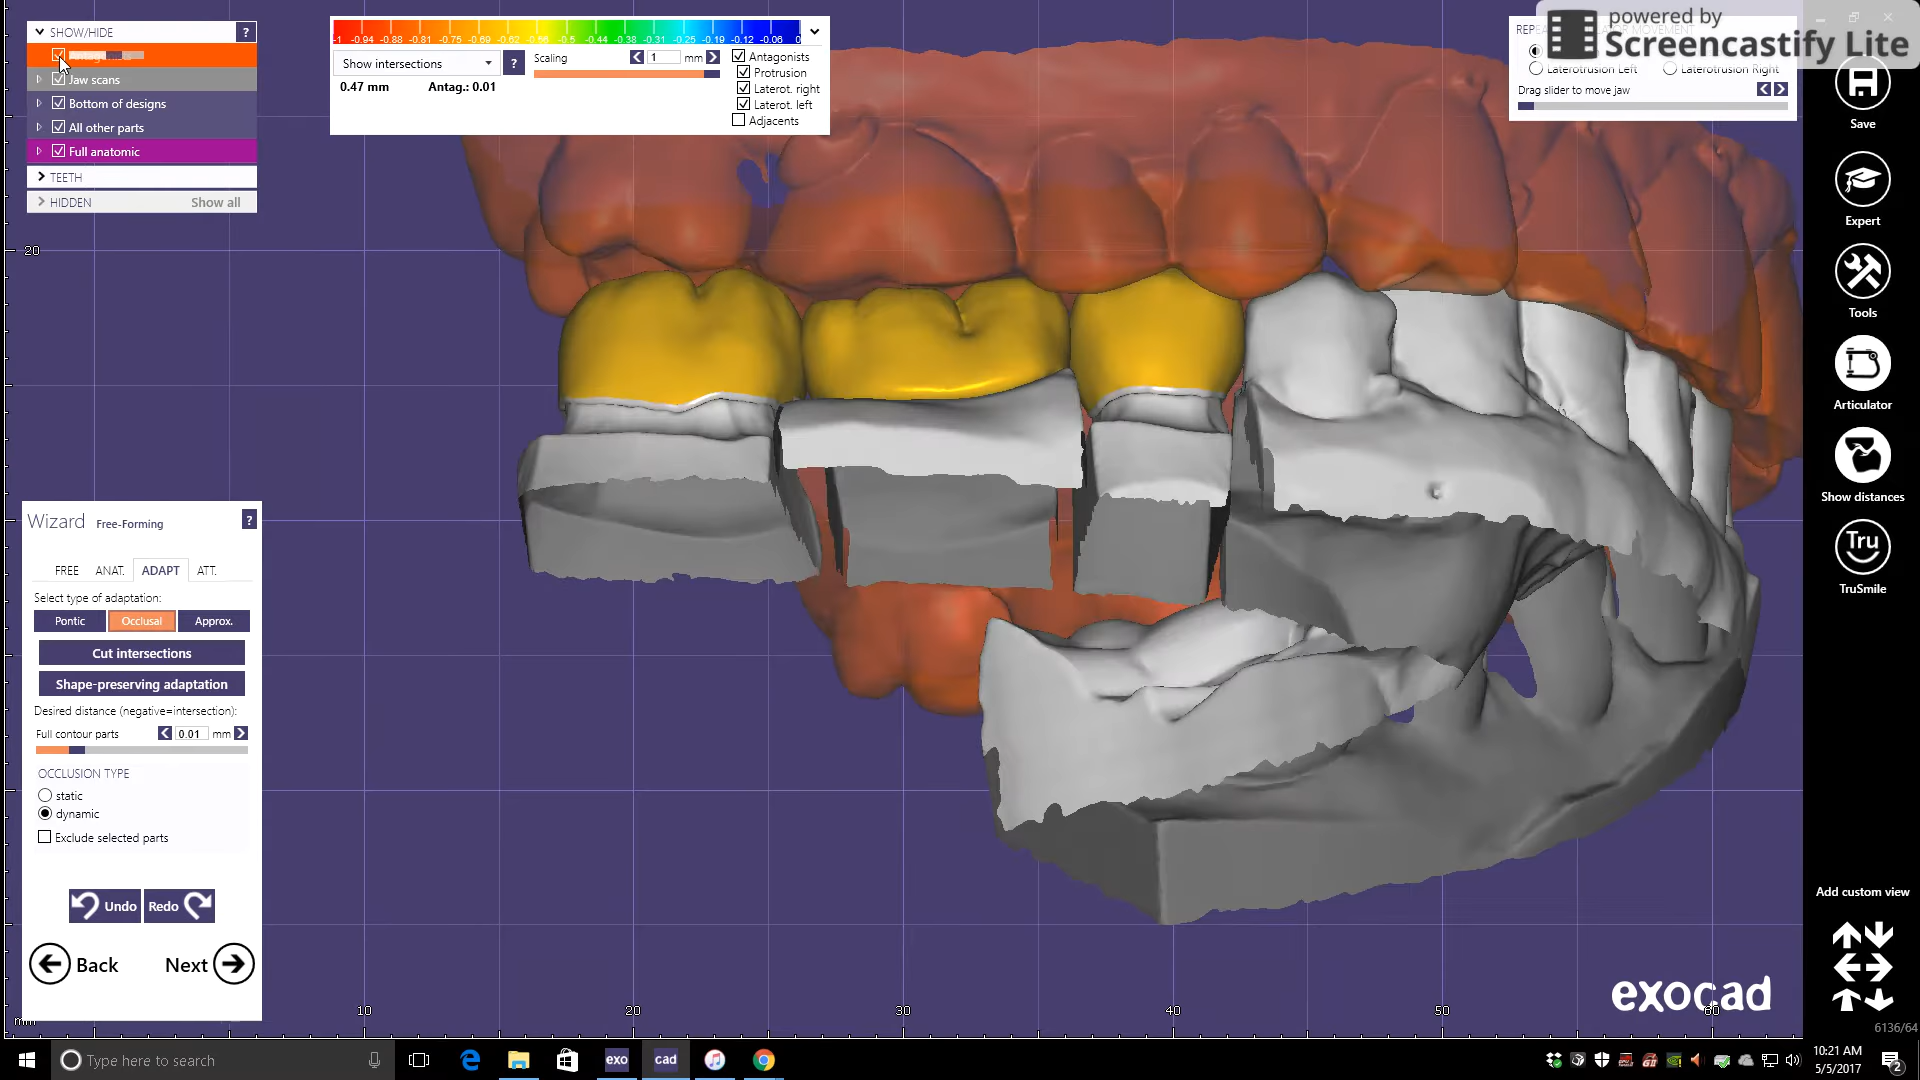 SHOW/HIDE
?
Jaw scans
Bottom of designs
All other parts
Full anatomic
TEETH
HIDDEN
Show all
-1 -0.94 -0.88 -0.81 -0.75 -0.69 -0.62 -0.56 -0.5 -0.44 -0.38 -0.31 -0.25 -0.19 -0.12 -0.06 0
Show intersections
?
Scaling
1
mm
Antagonists
Protrusion
Laterot. right
Laterot. left
Adjacents
0.47 mm
Antag.: 0.01
powered by
Screencastify Lite
Laterotrusion Left
Laterotrusion Right
Drag slider to move jaw
Save
Expert
Tools
Articulator
Show distances
Tru
TruSmile
20
Wizard
Free-Forming
?
FREE
ANAT.
ADAPT
ATT.
Select type of adaptation:
Pontic
Occlusal
Approx.
Cut intersections
Shape-preserving adaptation
Desired distance (negative=intersection):
Full contour parts
0.01
mm
OCCLUSION TYPE
static
dynamic
Exclude selected parts
Undo
Redo
Back
Next
Add custom view
exocad
mm
10
20
30
40
50
60
6136/64
Type here to search
exo
cad
10:21 AM
5/5/2017
2